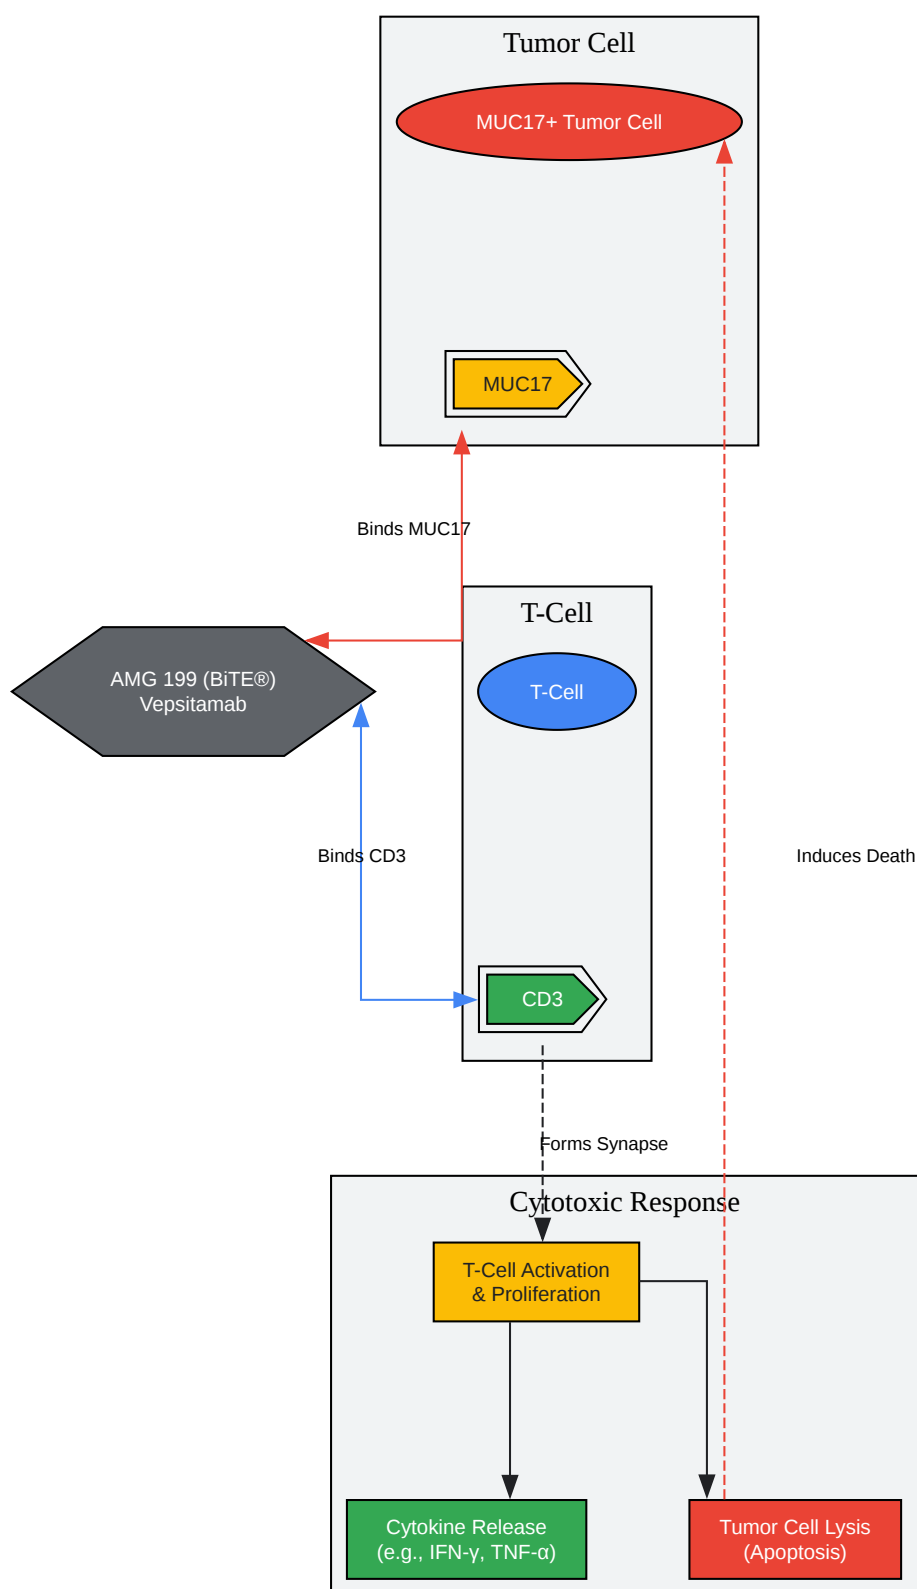 Tumor Cell
MUC17+ Tumor Cell
MUC17
Binds MUC17
T-Cell
AMG 199 (BiTE®)
Vepsitamab
T-Cell
Binds CD3
Induces Death
CD3
Forms Synapse
Cytotoxic Response
T-Cell Activation
& Proliferation
Cytokine Release
(e.g., IFN-γ, TNF-α)
Tumor Cell Lysis
(Apoptosis)